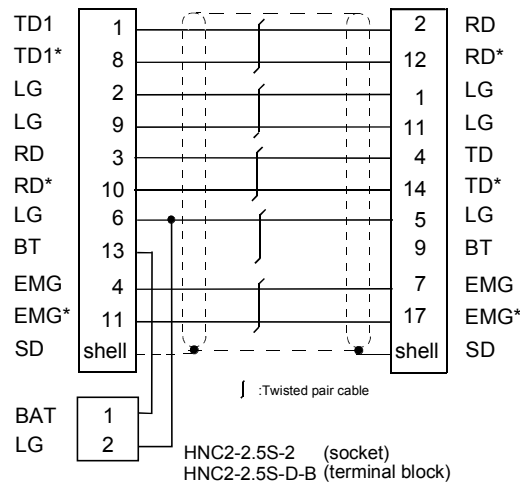 TD1 1 2 RD
TD1* 8 12 RD*
LG 2 1 LG
LG 9 11 LG
RD 3 4 TD
RD* 10 14 TD*
LG 6 5 LG
BT 13 9 BT
EMG 4 7 EMG
EMG* 11 17 EMG*
SD shell shell SD
:Twisted pair cable
BAT 1
LG 2
HNC2-2.5S-2 (socket)
HNC2-2.5S-D-B (terminal block)